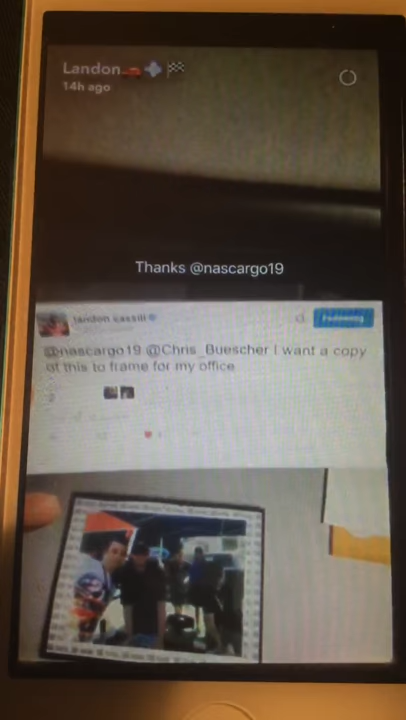 Landon
14h ago
Thanks @nascargo19
landon cassill
Following
@nascargo19 @Chris_Buescher I want a copy
of this to frame for my office